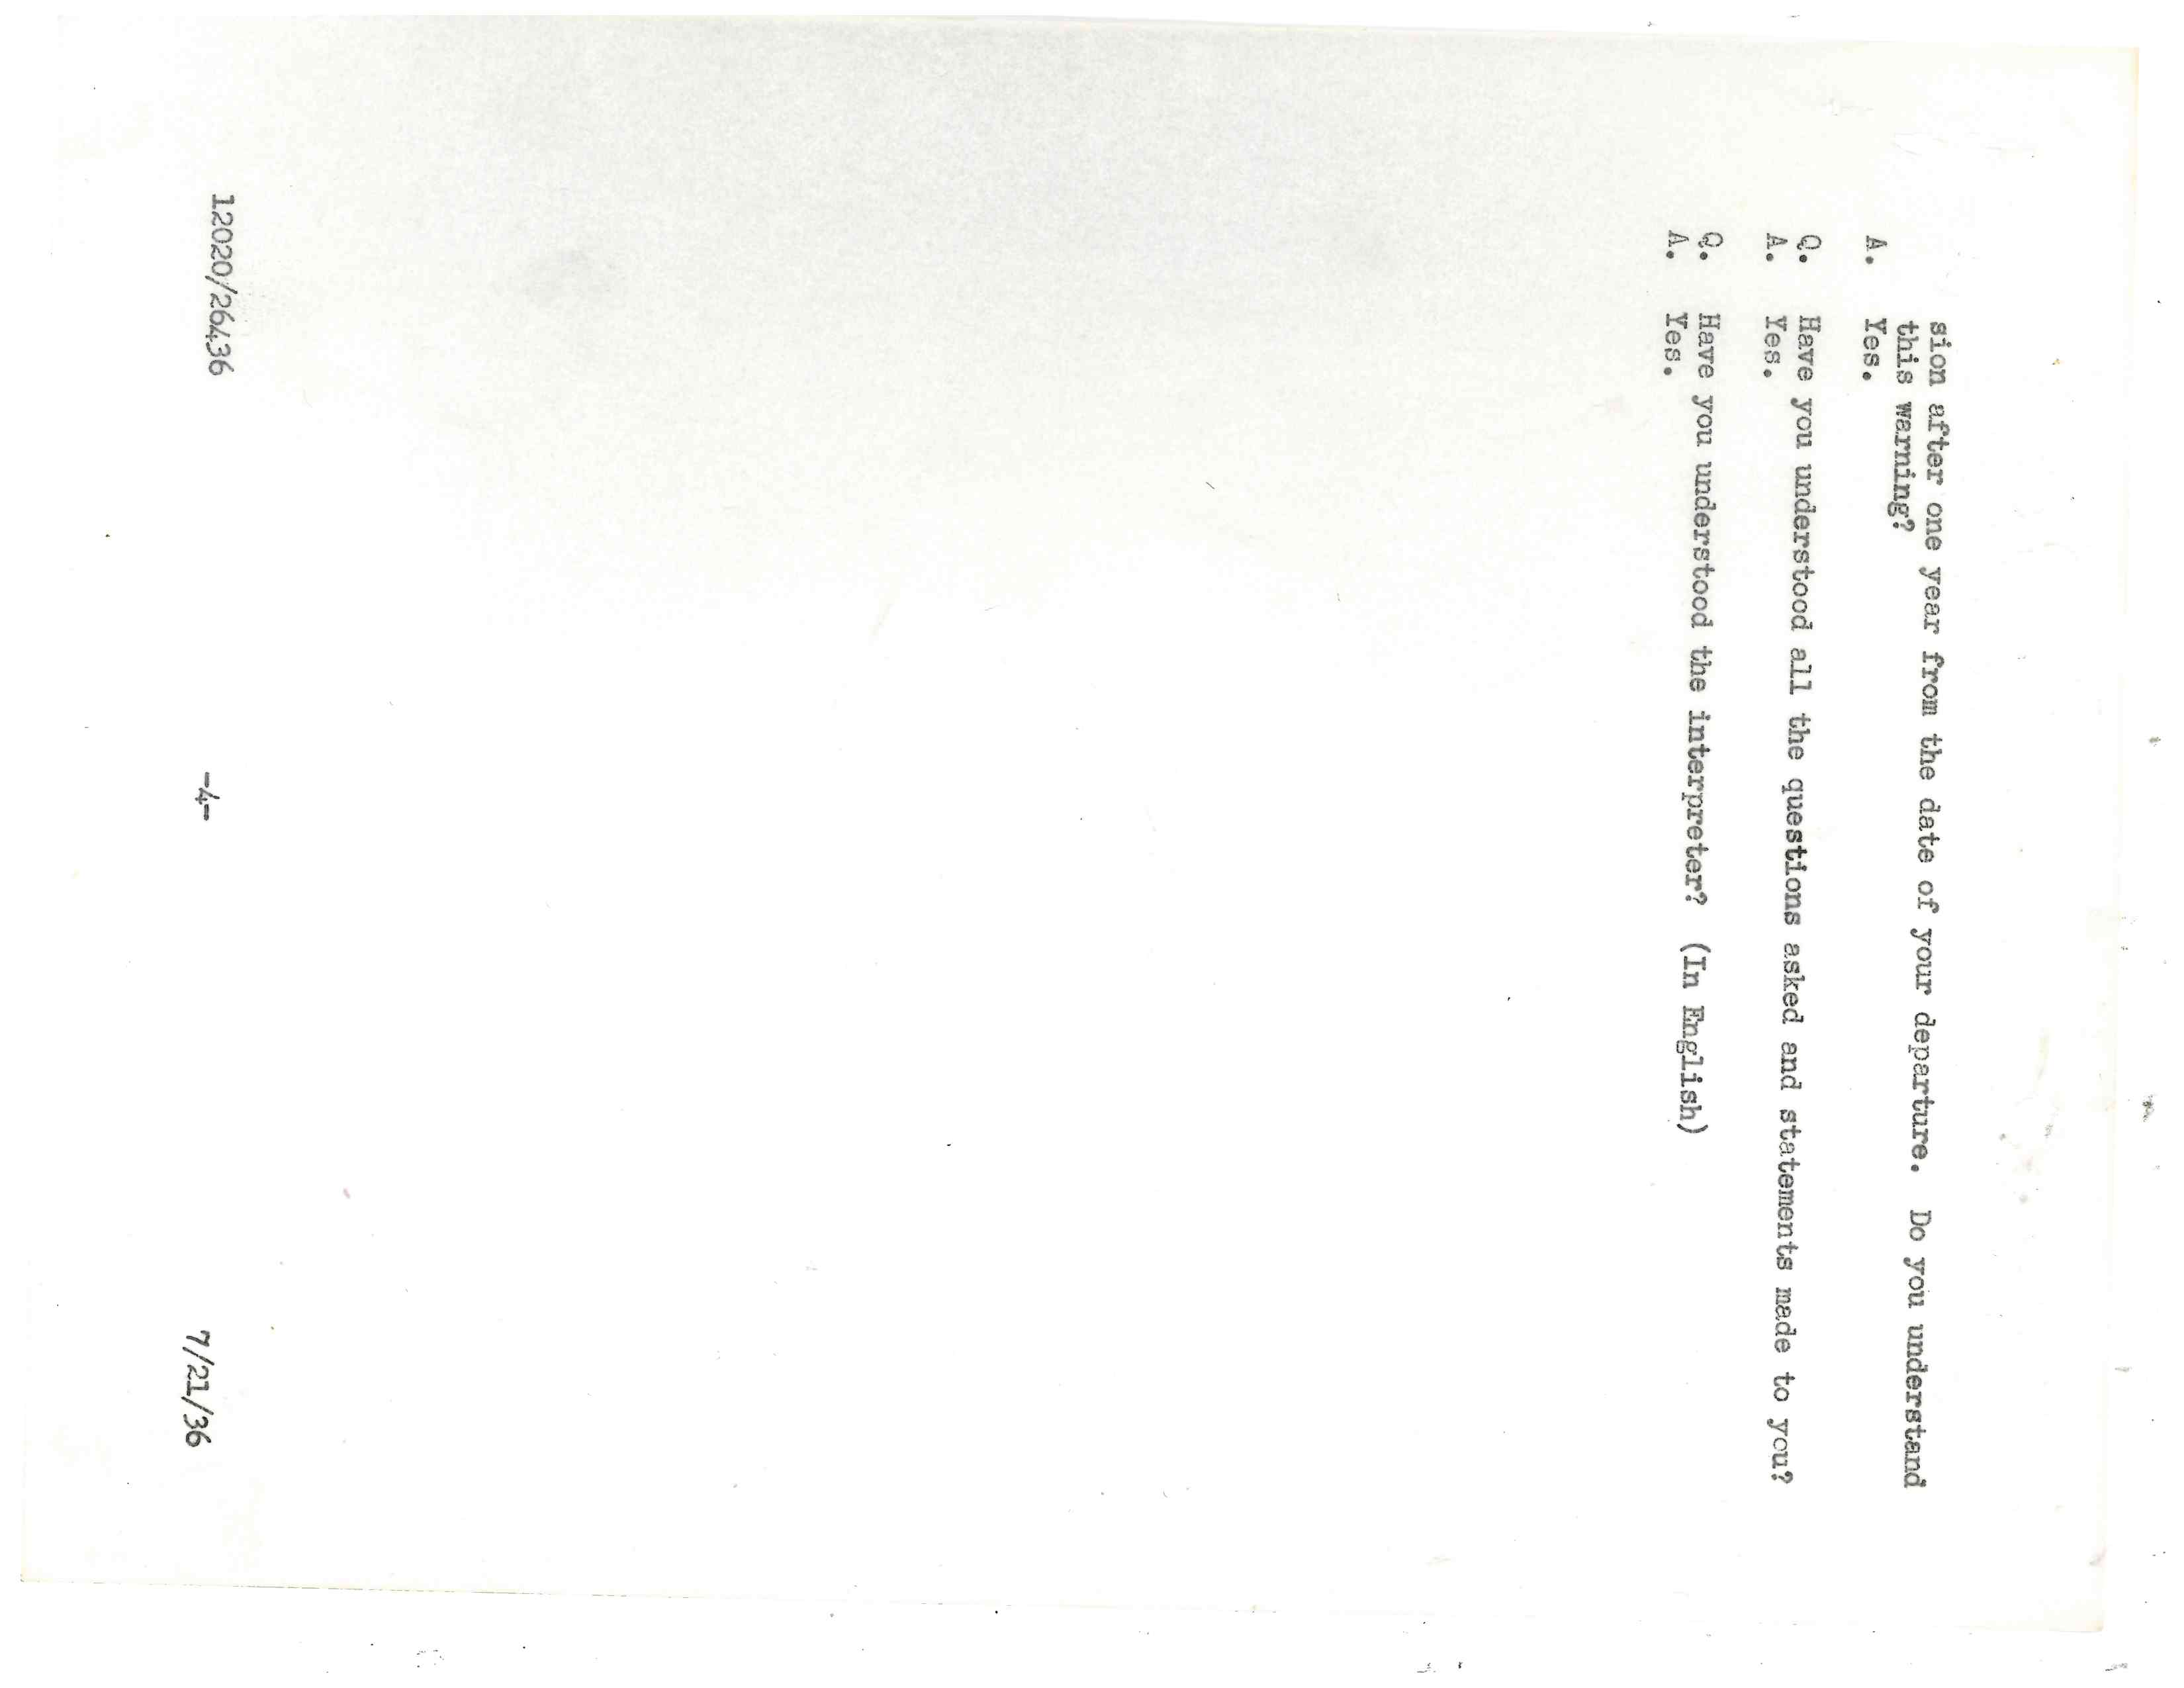 sion after one year from the date of your departure. Do you understand
this warning?
A. Yes.
Q. Have you understood all the questions asked and statements made to you?
A. Yes.
Q. Have you understood the interpreter? (In English)
A. Yes.
12020/26436 -4- 7/21/36